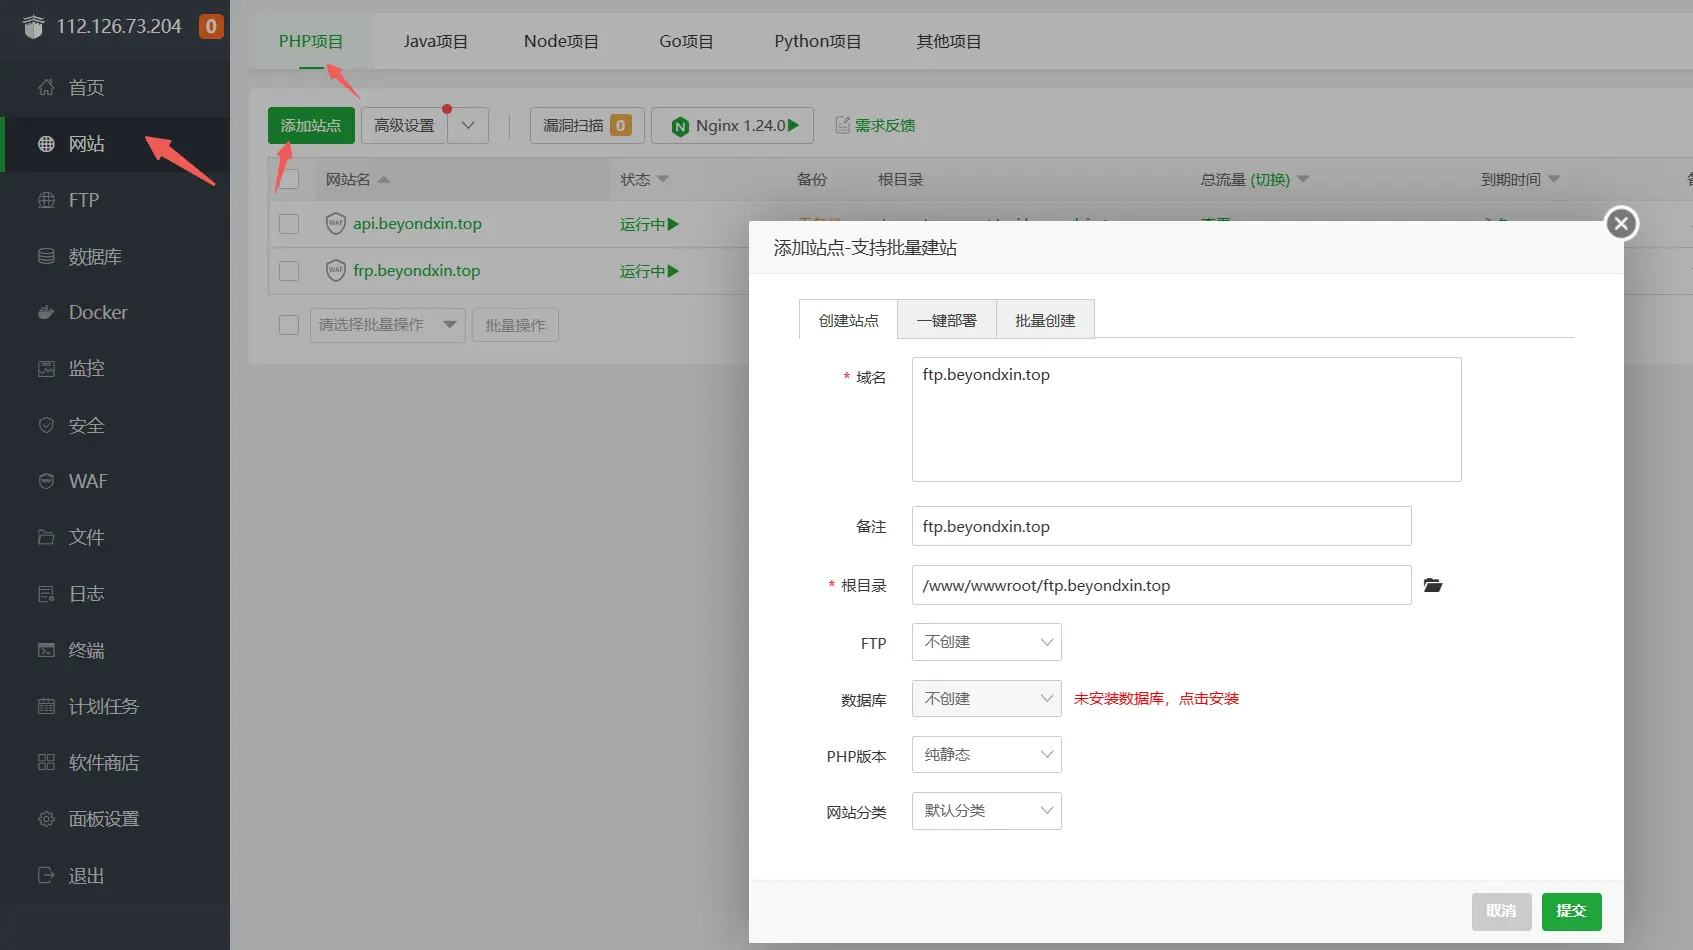 112.126.73.204 0
首页
网站
FTP
数据库
Docker
监控
安全
WAF
文件
日志
终端
计划任务
软件商店
面板设置
退出
PHP项目 Java项目 Node项目 Go项目 Python项目 其他项目
添加站点 高级设置 漏洞扫描 0 Nginx 1.24.0 需求反馈
网站名 状态 备份 根目录 总流量 (切换) 到期时间
WAF api.beyondxin.top 运行中
WAF frp.beyondxin.top 运行中
请选择批量操作 批量操作
添加站点-支持批量建站
创建站点 一键部署 批量创建
* 域名 ftp.beyondxin.top
备注 ftp.beyondxin.top
* 根目录 /www/wwwroot/ftp.beyondxin.top
FTP 不创建
数据库 不创建 未安装数据库，点击安装
PHP版本 纯静态
网站分类 默认分类
取消 提交